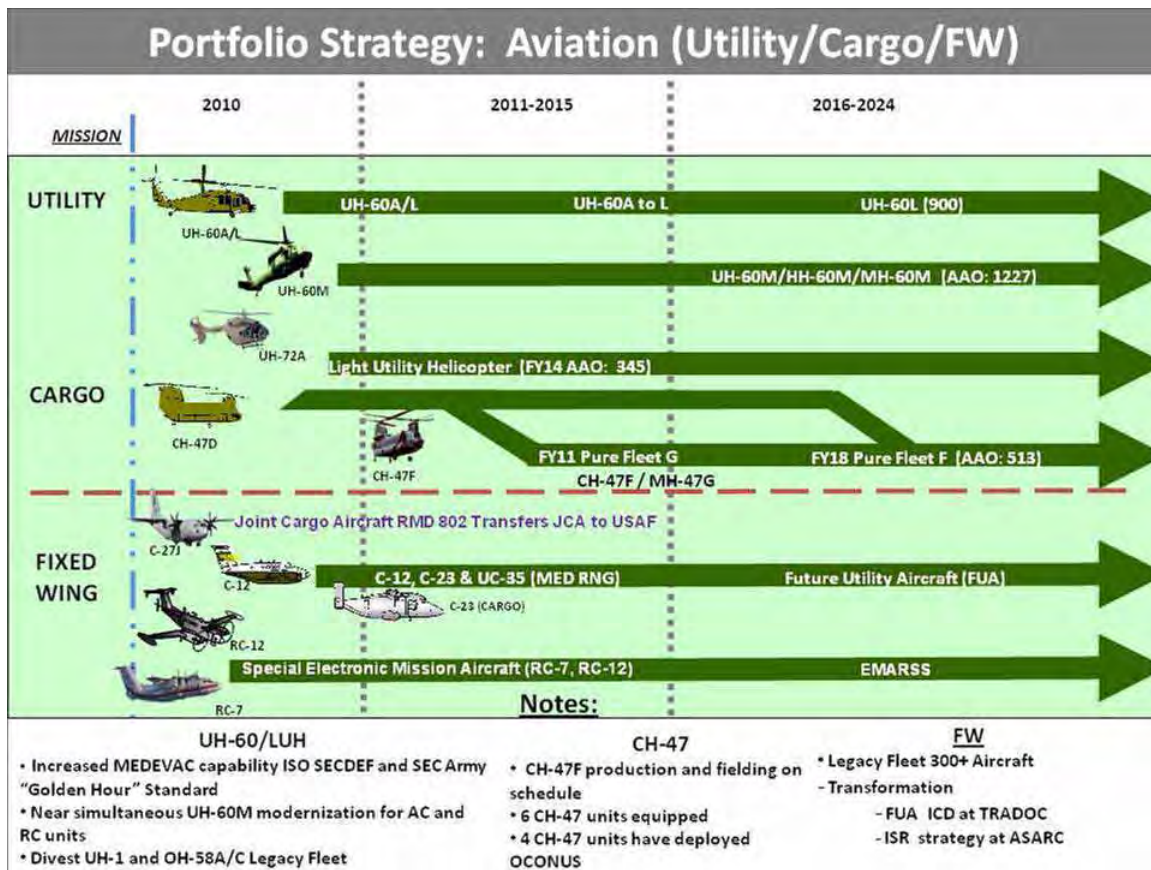 Portfolio Strategy: Aviation (Utility/Cargo/FW)
2010
2011-2015
2016-2024
MISSION
UTILITY
UH-60A/L
UH-60A/L
UH-60A to L
UH-60L (900)
UH-60M
UH-60M/HH-60M/MH-60M (AAO: 1227)
UH-72A
Light Utility Helicopter (FY14 AAO: 345)
CARGO
CH-47D
CH-47F
FY11 Pure Fleet G
FY18 Pure Fleet F (AAO: 513)
CH-47F / MH-47G
Joint Cargo Aircraft RMD 802 Transfers JCA to USAF
C-27J
FIXED
WING
C-12
C-12, C-23 & UC-35 (MED RNG)
Future Utility Aircraft (FUA)
C-23 (CARGO)
RC-12
Special Electronic Mission Aircraft (RC-7, RC-12)
EMARSS
RC-7
Notes:
UH-60/LUH
• Increased MEDEVAC capability ISO SECDEF and SEC Army
"Golden Hour" Standard
• Near simultaneous UH-60M modernization for AC and
RC units
• Divest UH-1 and OH-58A/C Legacy Fleet
CH-47
• CH-47F production and fielding on
schedule
• 6 CH-47 units equipped
• 4 CH-47 units have deployed
OCONUS
FW
• Legacy Fleet 300+ Aircraft
- Transformation
- FUA ICD at TRADOC
- ISR strategy at ASARC